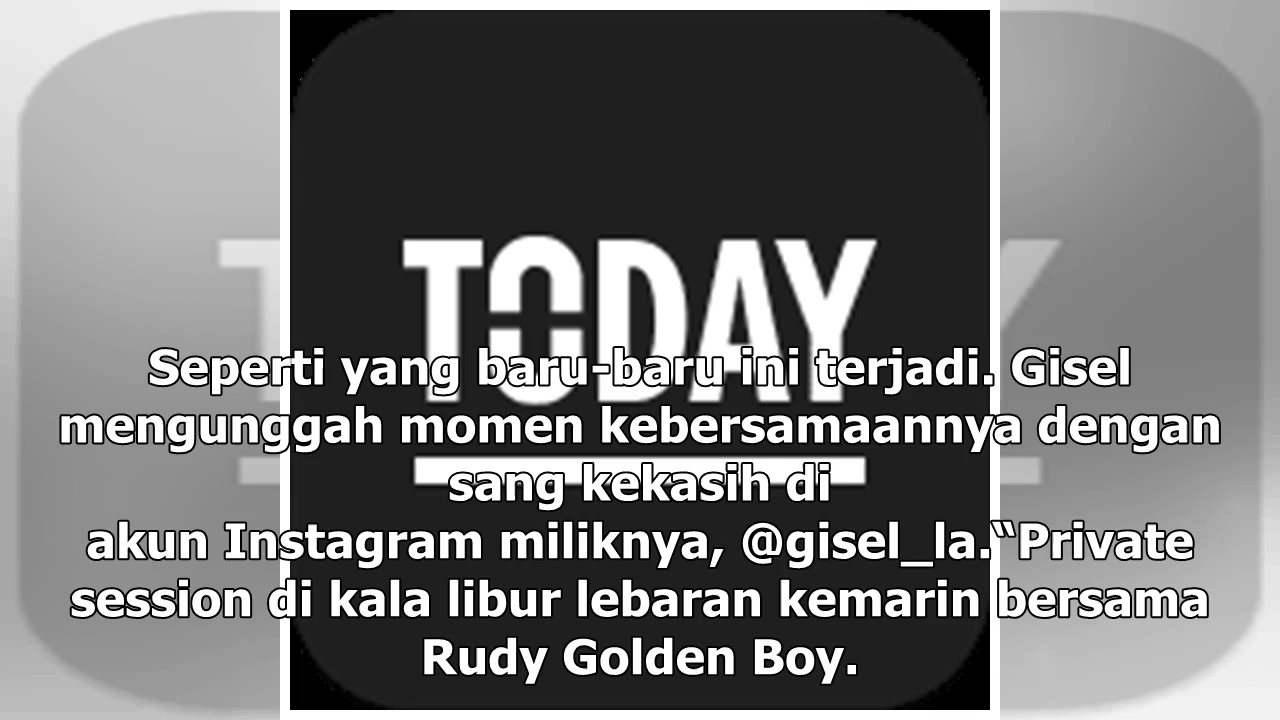 TODAY
Seperti yang baru-baru ini terjadi. Gisel
mengunggah momen kebersamaannya dengan
sang kekasih di
akun Instagram miliknya, @gisel_la.“Private
session di kala libur lebaran kemarin bersama
Rudy Golden Boy.